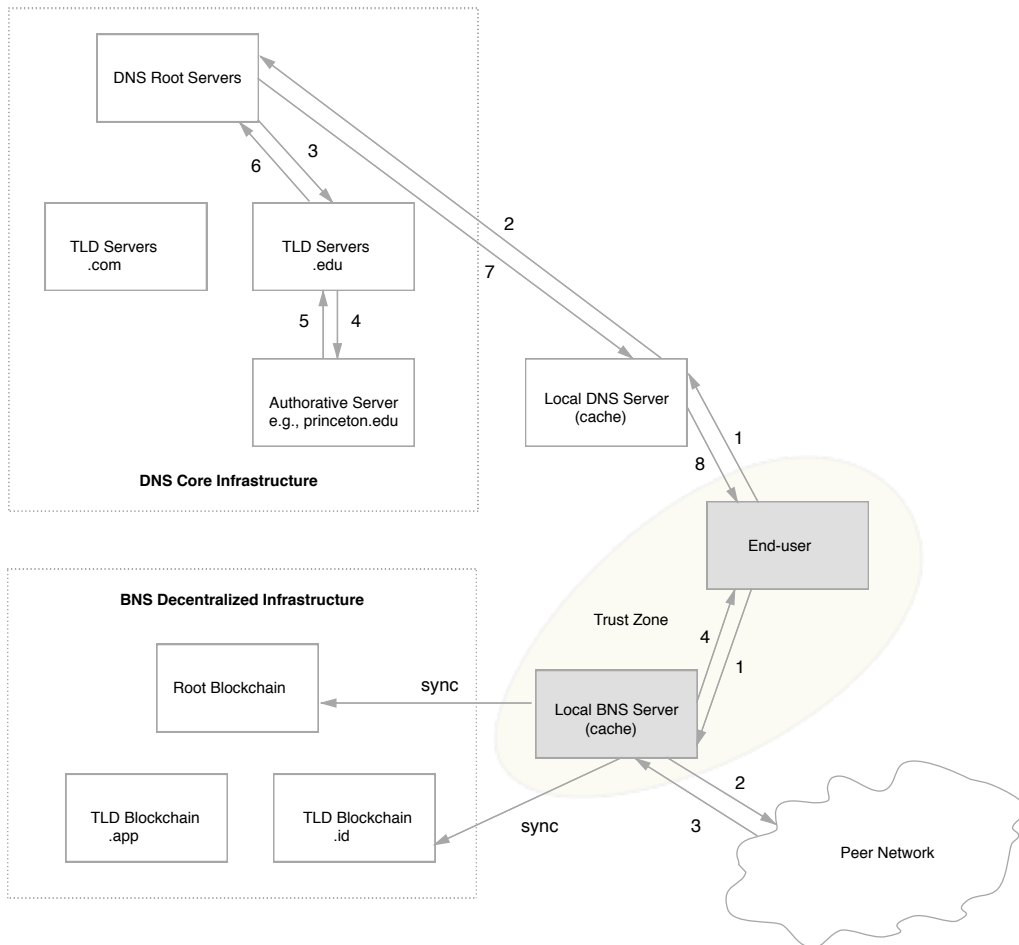 DNS Root Servers
3
6
2
TLD Servers
.com
TLD Servers
.edu
7
5
4
Authorative Server
e.g., princeton.edu
Local DNS Server
(cache)
1
8
DNS Core Infrastructure
End-user
BNS Decentralized Infrastructure
Trust Zone
4
1
Root Blockchain
sync
Local BNS Server
(cache)
2
TLD Blockchain
.app
TLD Blockchain
.id
sync
3
Peer Network